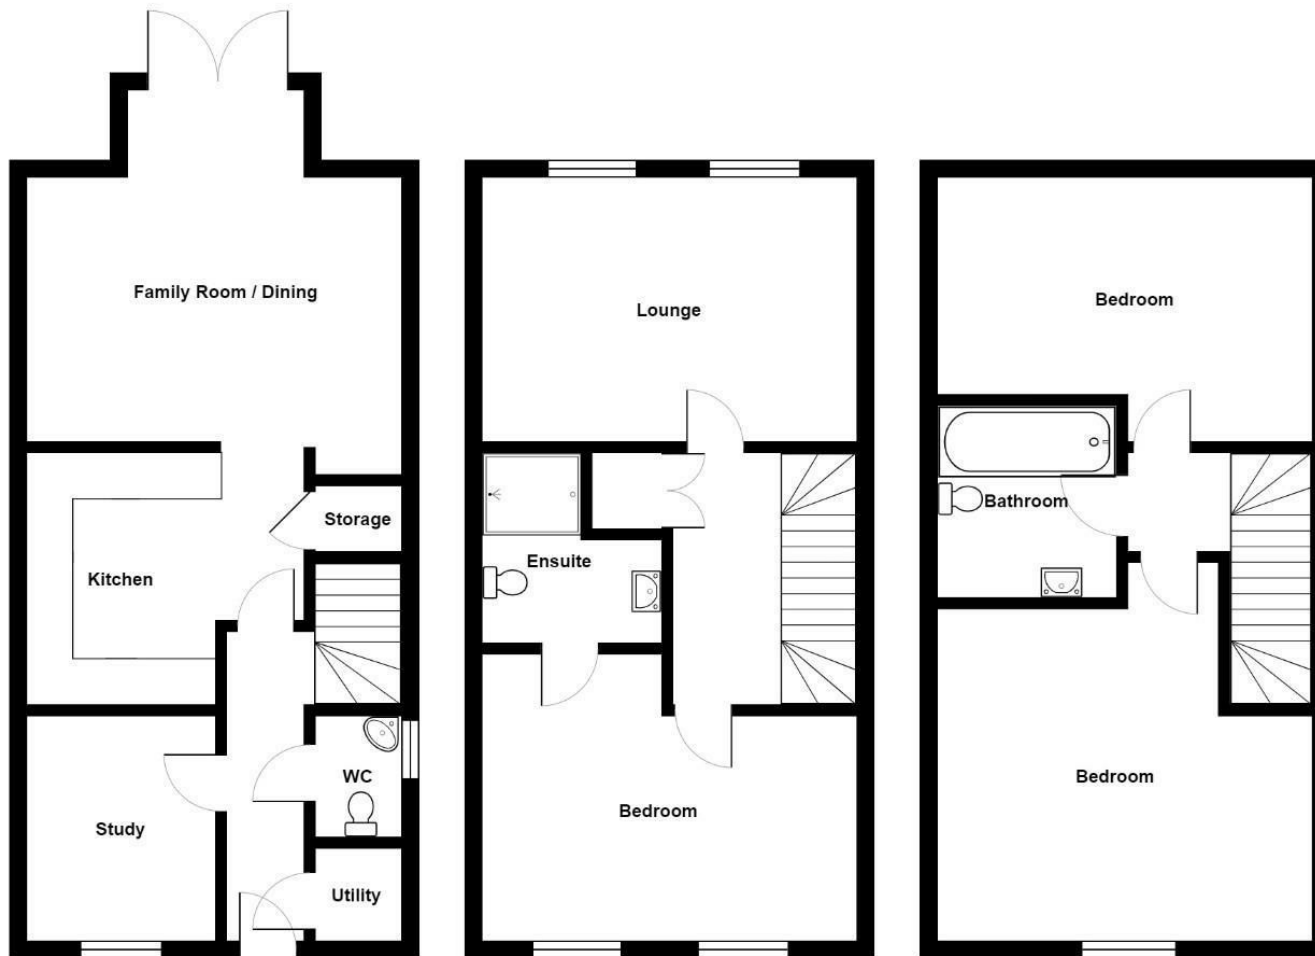 Family Room / Dining
Storage
Kitchen
WC
Study
Utility
Lounge
Ensuite
Bedroom
Bedroom
Bathroom
Bedroom